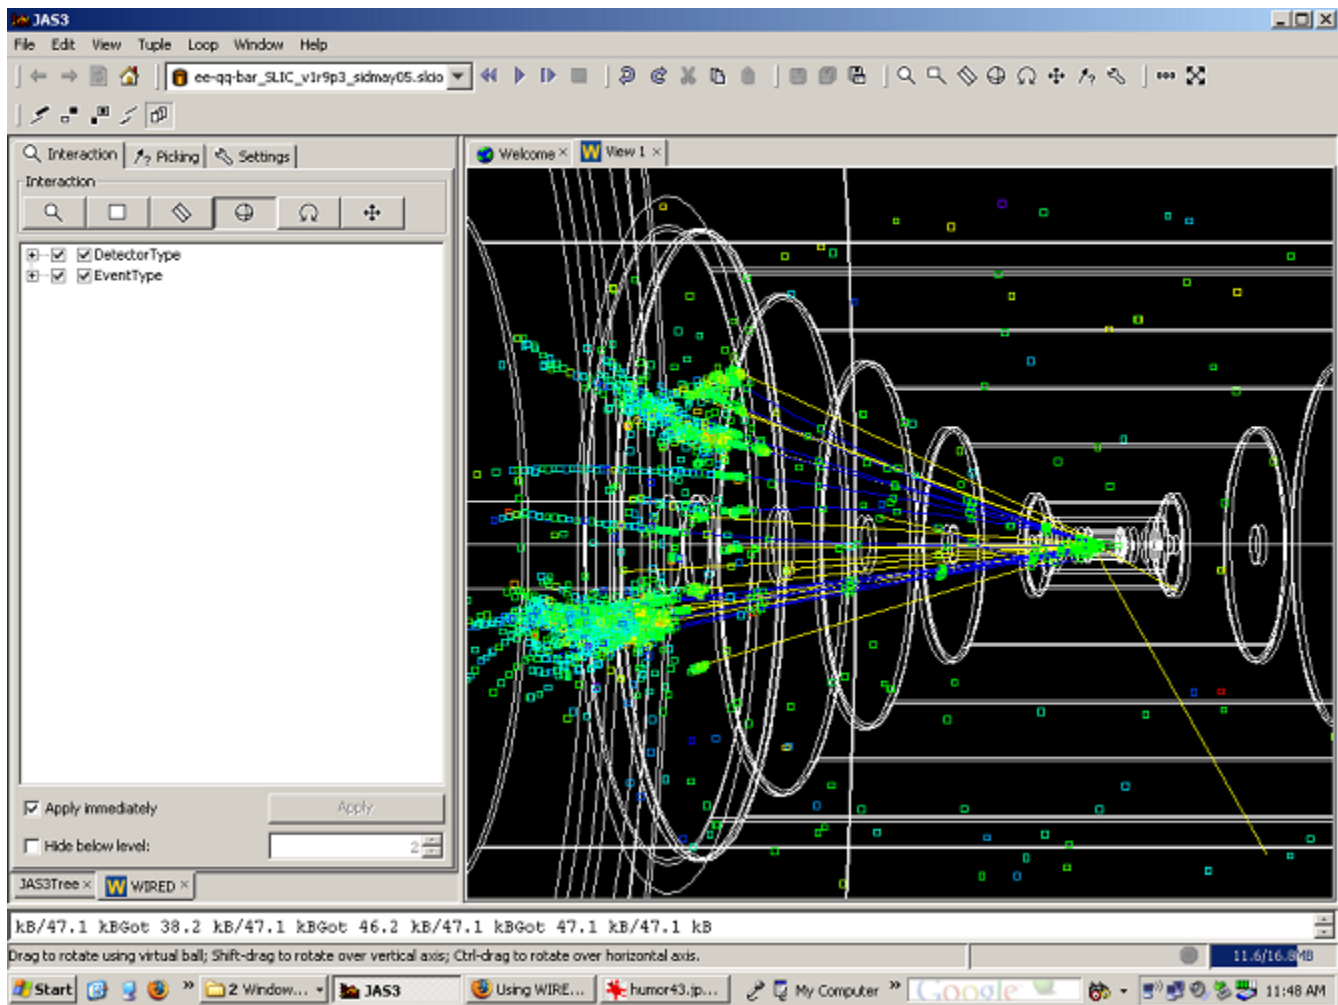 JAS3
File Edit View Tuple Loop Window Help
ee-qq-bar_SLIC_v1r9p3_sidmay05.slcio
Interaction Picking Settings
Welcome × W View 1 ×
Interaction
DetectorType
EventType
Apply immediately Apply
Hide below level: 2
JAS3Tree × W WIRED ×
kB/47.1 kBGot 38.2 kB/47.1 kBGot 46.2 kB/47.1 kBGot 47.1 kB/47.1 kB
Drag to rotate using virtual ball; Shift-drag to rotate over vertical axis; Ctrl-drag to rotate over horizontal axis. 11.6/16.8MB
Start » 2 Window... JAS3 Using WIRE... humor43.jp... My Computer » Google 11:48 AM